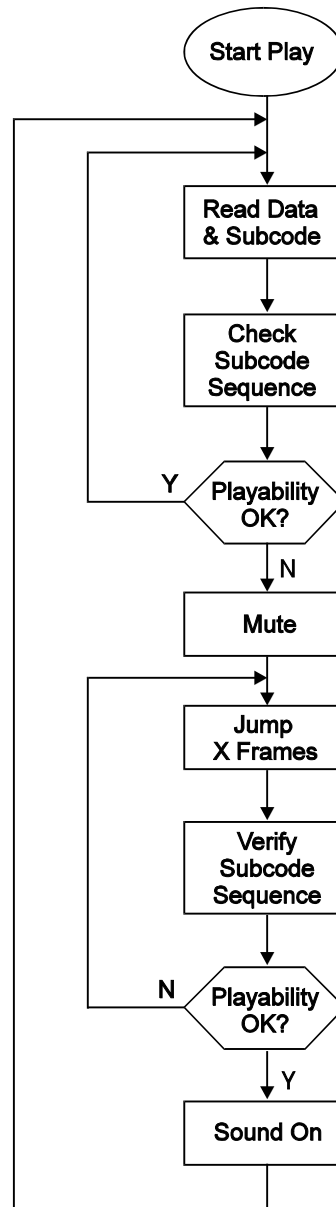 Start Play
Read Data
& Subcode
Check
Subcode
Sequence
Y
Playability
OK?
N
Mute
Jump
X Frames
Verify
Subcode
Sequence
N
Playability
OK?
Y
Sound On